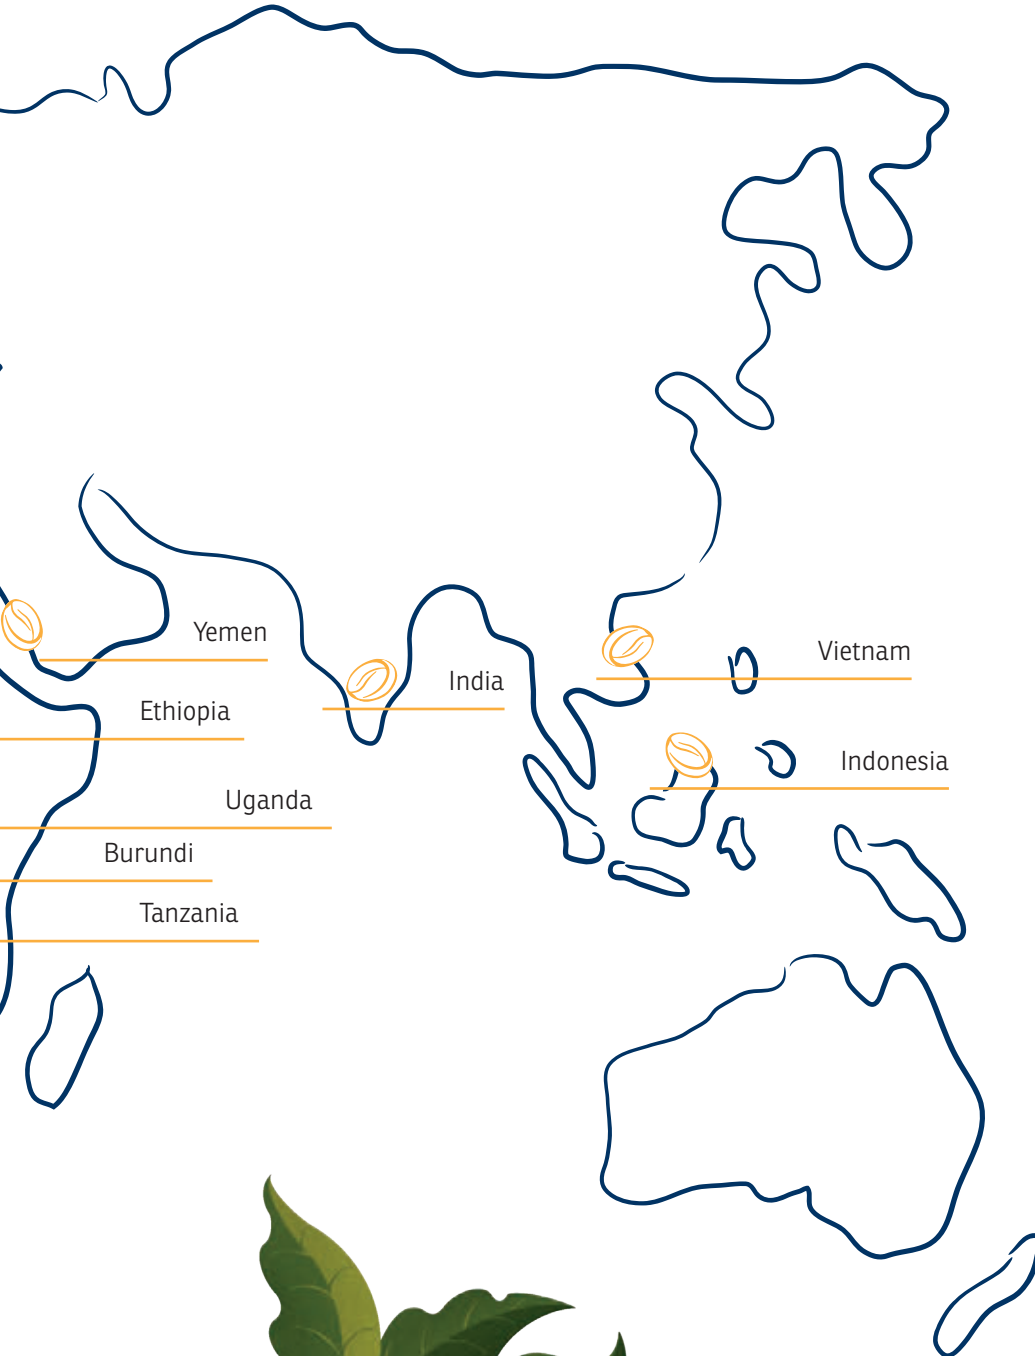 Yemen
Vietnam
India
Ethiopia
Indonesia
Uganda
Burundi
Tanzania